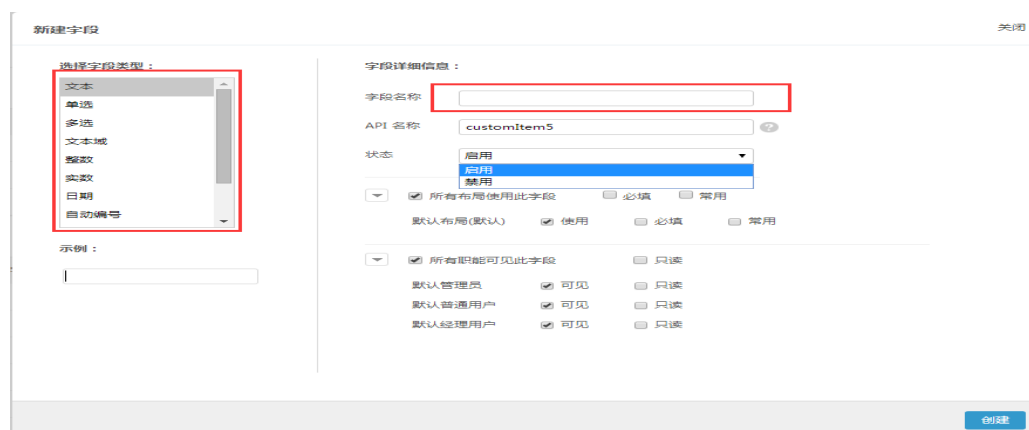 新建字段
关闭
选择字段类型：
文本
单选
多选
文本域
整数
实数
日期
自动编号
示例：
字段详细信息：
字段名称
API 名称 customItem5 ?
状态 启用
启用
禁用
所有布局使用此字段 必填 常用
默认布局(默认) 使用 必填 常用
所有职能可见此字段 只读
默认管理员 可见 只读
默认普通用户 可见 只读
默认经理用户 可见 只读
创建